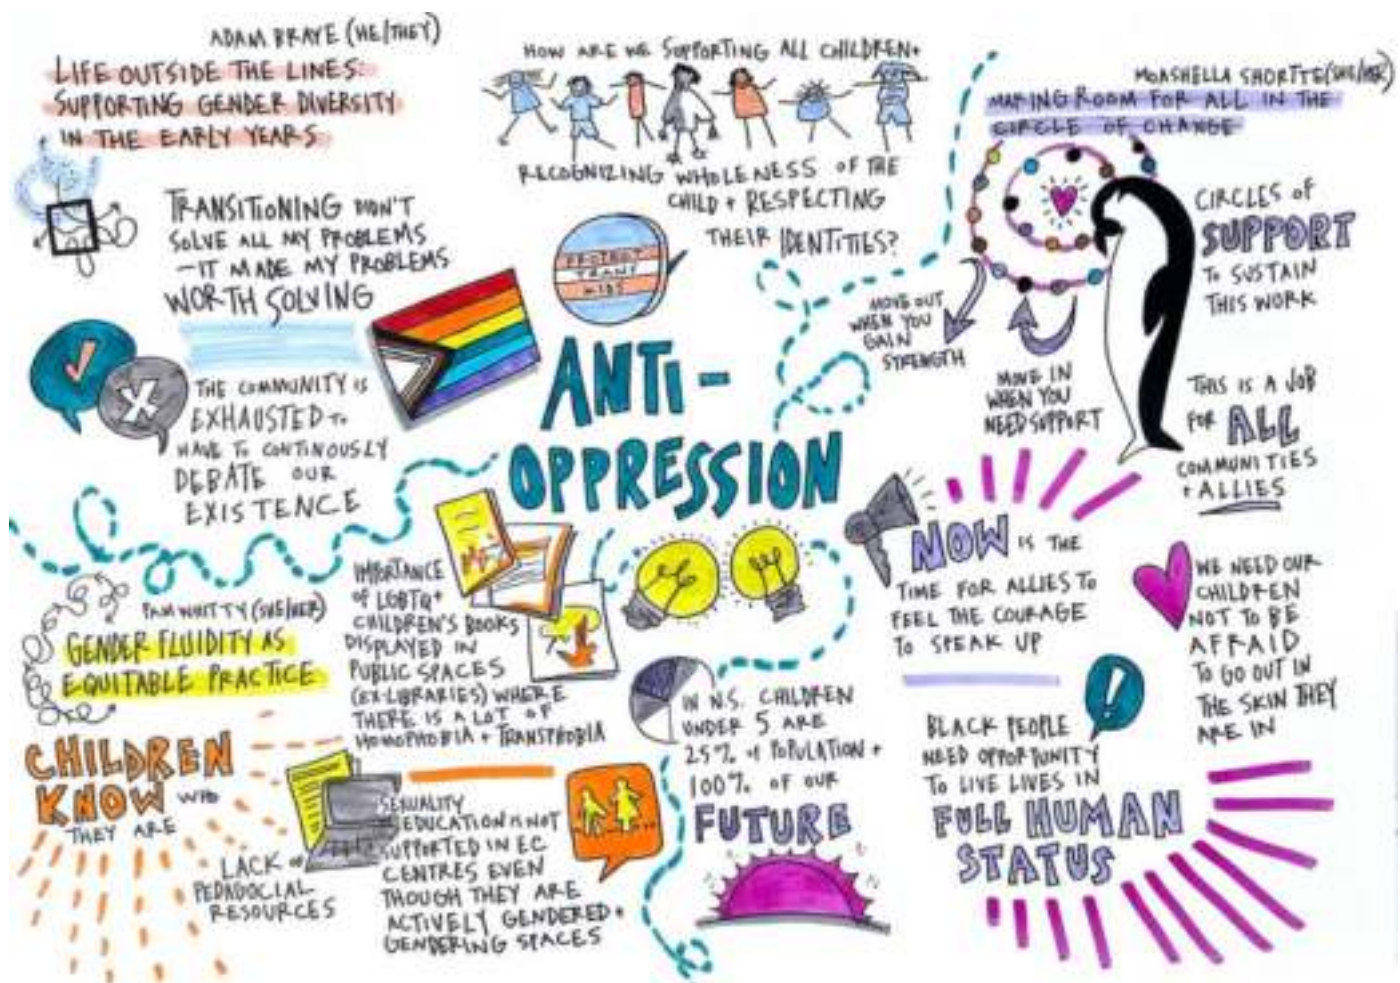 ADAM BRAYE (HE/THEY)
LIFE OUTSIDE THE LINES:
SUPPORTING GENDER DIVERSITY
IN THE EARLY YEARS
TRANSITIONING DIDN'T
SOLVE ALL MY PROBLEMS
—IT MADE MY PROBLEMS
WORTH SOLVING
THE COMMUNITY IS
EXHAUSTED TO
HAVE TO CONTINOUSLY
DEBATE OUR
EXISTENCE
HOW ARE WE SUPPORTING ALL CHILDREN+
RECOGNIZING WHOLENESS OF THE
CHILD + RESPECTING
THEIR IDENTITIES?
PROTECT
TRANS
KIDS
ANTI-
OPPRESSION
MOASHELLA SHORTTE (SHE/HER)
MAKING ROOM FOR ALL IN THE
CIRCLE OF CHANGE
CIRCLES OF
SUPPORT
TO SUSTAIN
THIS WORK
MOVE OUT
WHEN YOU
GAIN
STRENGTH
MOVE IN
WHEN YOU
NEED SUPPORT
THIS IS A JOB
FOR ALL
COMMUNITIES
+ ALLIES
NOW IS THE
TIME FOR ALLIES TO
FEEL THE COURAGE
TO SPEAK UP
WE NEED OUR
CHILDREN
NOT TO BE
AFRAID
TO GO OUT IN
THE SKIN THEY
ARE IN
BLACK PEOPLE
NEED OPPORTUNITY
TO LIVE LIVES IN
FULL HUMAN
STATUS
PAM WHITTY (SHE/HER)
GENDER FLUIDITY AS
EQUITABLE PRACTICE
CHILDREN
KNOW WHO
THEY ARE
IMPORTANCE
OF LGBTQ+
CHILDREN'S BOOKS
DISPLAYED IN
PUBLIC SPACES
(EX·LIBRARIES) WHERE
THERE IS A LOT OF
HOMOPHOBIA + TRANSPHOBIA
LACK OF
PEDAGOCIAL
RESOURCES
SEXUALITY
EDUCATION IS NOT
SUPPORTED IN EC
CENTRES EVEN
THOUGH THEY ARE
ACTIVELY GENDERED +
GENDERING SPACES
IN N.S. CHILDREN
UNDER 5 ARE
25% of POPULATION +
100% OF OUR
FUTURE